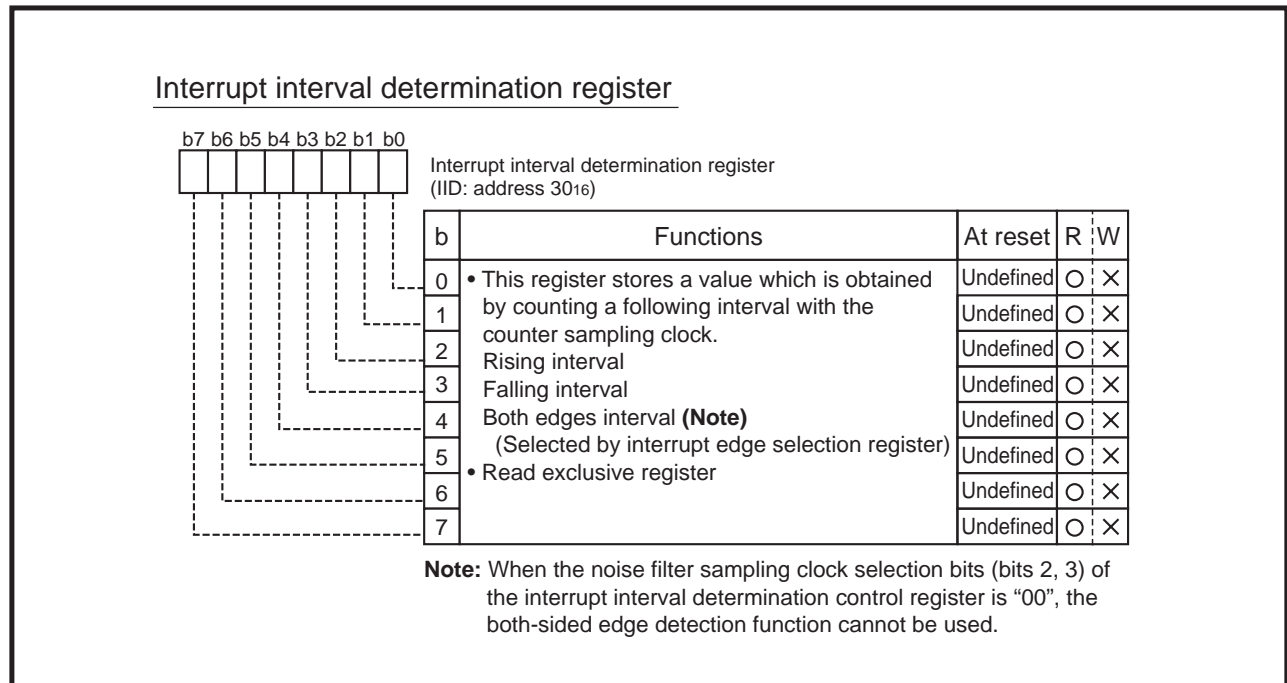 Interrupt interval determination register
b7 b6 b5 b4 b3 b2 b1 b0
Interrupt interval determination register
(IID: address 3016)
b Functions At reset R W
0 • This register stores a value which is obtained Undefined O ×
1 by counting a following interval with the Undefined O ×
counter sampling clock.
2 Rising interval Undefined O ×
3 Falling interval Undefined O ×
4 Both edges interval (Note) Undefined O ×
(Selected by interrupt edge selection register)
5 • Read exclusive register Undefined O ×
6 Undefined O ×
7 Undefined O ×
Note: When the noise filter sampling clock selection bits (bits 2, 3) of
the interrupt interval determination control register is “00”, the
both-sided edge detection function cannot be used.